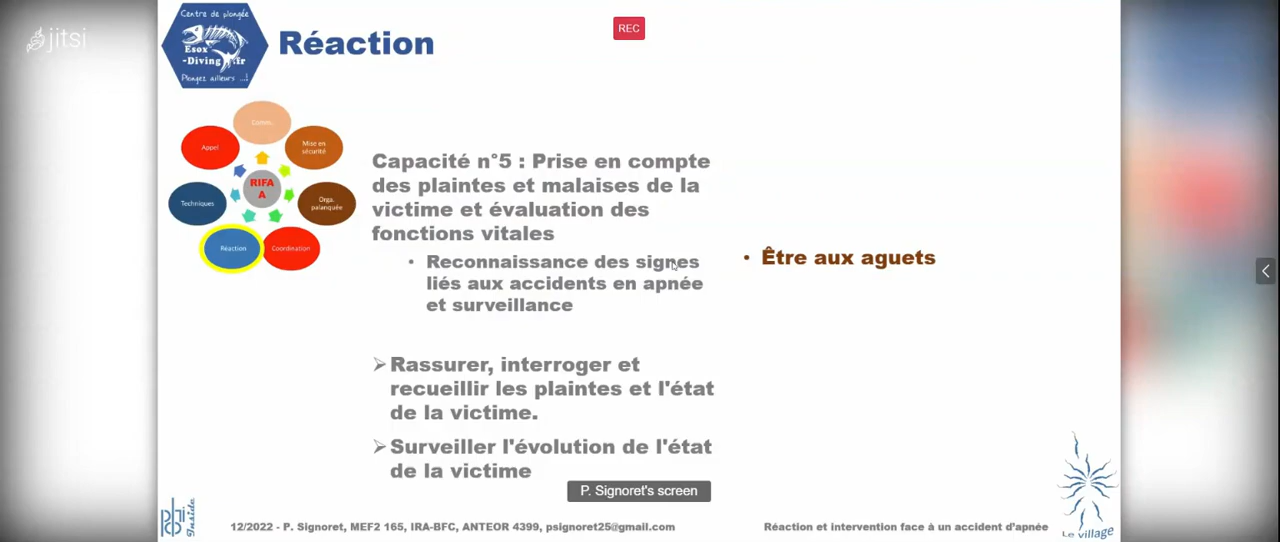 jitsi
REC
Centre de plongée
Esox
-Diving.fr
Plongez ailleurs ...!
Réaction
Comm.
Appel
Mise en
sécurité
RIFA
A
Techniques
Orga.
palanquée
Réaction
Coordination
Capacité n°5 : Prise en compte
des plaintes et malaises de la
victime et évaluation des
fonctions vitales
• Reconnaissance des signes
liés aux accidents en apnée
et surveillance
➢ Rassurer, interroger et
recueillir les plaintes et l'état
de la victime.
➢ Surveiller l'évolution de l'état
de la victime
• Être aux aguets
P. Signoret's screen
Inside
12/2022 - P. Signoret, MEF2 165, IRA-BFC, ANTEOR 4399, psignoret25@gmail.com
Réaction et intervention face à un accident d'apnée
Le village